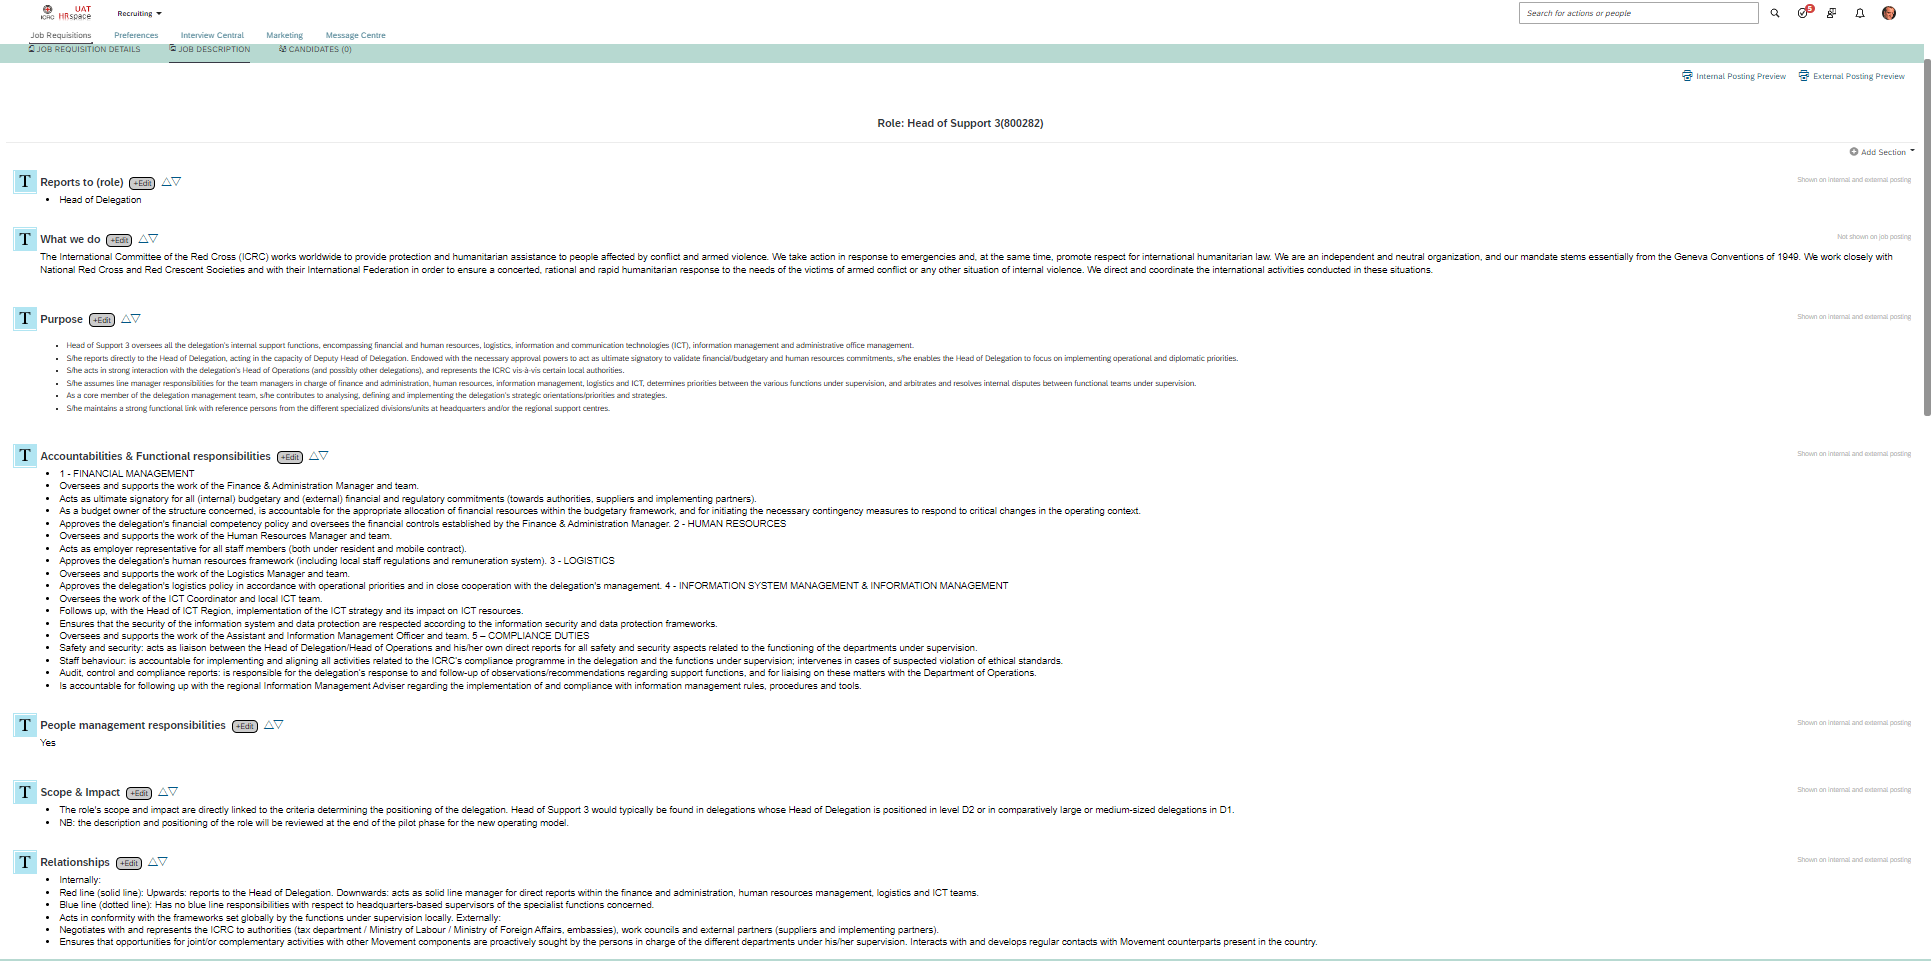 ICRC
UAT
HRspace
Recruiting
Search for actions or people
5
Job Requisitions
Preferences
Interview Central
Marketing
Message Centre
JOB REQUISITION DETAILS
JOB DESCRIPTION
CANDIDATES (0)
Internal Posting Preview
External Posting Preview
Role: Head of Support 3(800282)
Add Section
T Reports to (role) +Edit
Shown on internal and external posting
• Head of Delegation
T What we do +Edit
Not shown on job posting
The International Committee of the Red Cross (ICRC) works worldwide to provide protection and humanitarian assistance to people affected by conflict and armed violence. We take action in response to emergencies and, at the same time, promote respect for international humanitarian law. We are an independent and neutral organization, and our mandate stems essentially from the Geneva Conventions of 1949. We work closely with
National Red Cross and Red Crescent Societies and with their International Federation in order to ensure a concerted, rational and rapid humanitarian response to the needs of the victims of armed conflict or any other situation of internal violence. We direct and coordinate the international activities conducted in these situations.
T Purpose +Edit
Shown on internal and external posting
• Head of Support 3 oversees all the delegation's internal support functions, encompassing financial and human resources, logistics, information and communication technologies (ICT), information management and administrative office management.
• S/he reports directly to the Head of Delegation, acting in the capacity of Deputy Head of Delegation. Endowed with the necessary approval powers to act as ultimate signatory to validate financial/budgetary and human resources commitments, s/he enables the Head of Delegation to focus on implementing operational and diplomatic priorities.
• S/he acts in strong interaction with the delegation's Head of Operations (and possibly other delegations), and represents the ICRC vis-à-vis certain local authorities.
• S/he assumes line manager responsibilities for the team managers in charge of finance and administration, human resources, information management, logistics and ICT, determines priorities between the various functions under supervision, and arbitrates and resolves internal disputes between functional teams under supervision.
• As a core member of the delegation management team, s/he contributes to analysing, defining and implementing the delegation's strategic orientations/priorities and strategies.
• S/he maintains a strong functional link with reference persons from the different specialized divisions/units at headquarters and/or the regional support centres.
T Accountabilities & Functional responsibilities +Edit
Shown on internal and external posting
• 1 - FINANCIAL MANAGEMENT
• Oversees and supports the work of the Finance & Administration Manager and team.
• Acts as ultimate signatory for all (internal) budgetary and (external) financial and regulatory commitments (towards authorities, suppliers and implementing partners).
• As a budget owner of the structure concerned, is accountable for the appropriate allocation of financial resources within the budgetary framework, and for initiating the necessary contingency measures to respond to critical changes in the operating context.
• Approves the delegation's financial competency policy and oversees the financial controls established by the Finance & Administration Manager. 2 - HUMAN RESOURCES
• Oversees and supports the work of the Human Resources Manager and team.
• Acts as employer representative for all staff members (both under resident and mobile contract).
• Approves the delegation's human resources framework (including local staff regulations and remuneration system). 3 - LOGISTICS
• Oversees and supports the work of the Logistics Manager and team.
• Approves the delegation's logistics policy in accordance with operational priorities and in close cooperation with the delegation's management. 4 - INFORMATION SYSTEM MANAGEMENT & INFORMATION MANAGEMENT
• Oversees the work of the ICT Coordinator and local ICT team.
• Follows up, with the Head of ICT Region, implementation of the ICT strategy and its impact on ICT resources.
• Ensures that the security of the information system and data protection are respected according to the information security and data protection frameworks.
• Oversees and supports the work of the Assistant and Information Management Officer and team. 5 – COMPLIANCE DUTIES
• Safety and security: acts as liaison between the Head of Delegation/Head of Operations and his/her own direct reports for all safety and security aspects related to the functioning of the departments under supervision.
• Staff behaviour: is accountable for implementing and aligning all activities related to the ICRC's compliance programme in the delegation and the functions under supervision; intervenes in cases of suspected violation of ethical standards.
• Audit, control and compliance reports: is responsible for the delegation's response to and follow-up of observations/recommendations regarding support functions, and for liaising on these matters with the Department of Operations.
• Is accountable for following up with the regional Information Management Adviser regarding the implementation of and compliance with information management rules, procedures and tools.
T People management responsibilities +Edit
Shown on internal and external posting
Yes
T Scope & Impact +Edit
Shown on internal and external posting
• The role's scope and impact are directly linked to the criteria determining the positioning of the delegation. Head of Support 3 would typically be found in delegations whose Head of Delegation is positioned in level D2 or in comparatively large or medium-sized delegations in D1.
• NB: the description and positioning of the role will be reviewed at the end of the pilot phase for the new operating model.
T Relationships +Edit
Shown on internal and external posting
• Internally:
• Red line (solid line): Upwards: reports to the Head of Delegation. Downwards: acts as solid line manager for direct reports within the finance and administration, human resources management, logistics and ICT teams.
• Blue line (dotted line): Has no blue line responsibilities with respect to headquarters-based supervisors of the specialist functions concerned.
• Acts in conformity with the frameworks set globally by the functions under supervision locally. Externally:
• Negotiates with and represents the ICRC to authorities (tax department / Ministry of Labour / Ministry of Foreign Affairs, embassies), work councils and external partners (suppliers and implementing partners).
• Ensures that opportunities for joint/or complementary activities with other Movement components are proactively sought by the persons in charge of the different departments under his/her supervision. Interacts with and develops regular contacts with Movement counterparts present in the country.